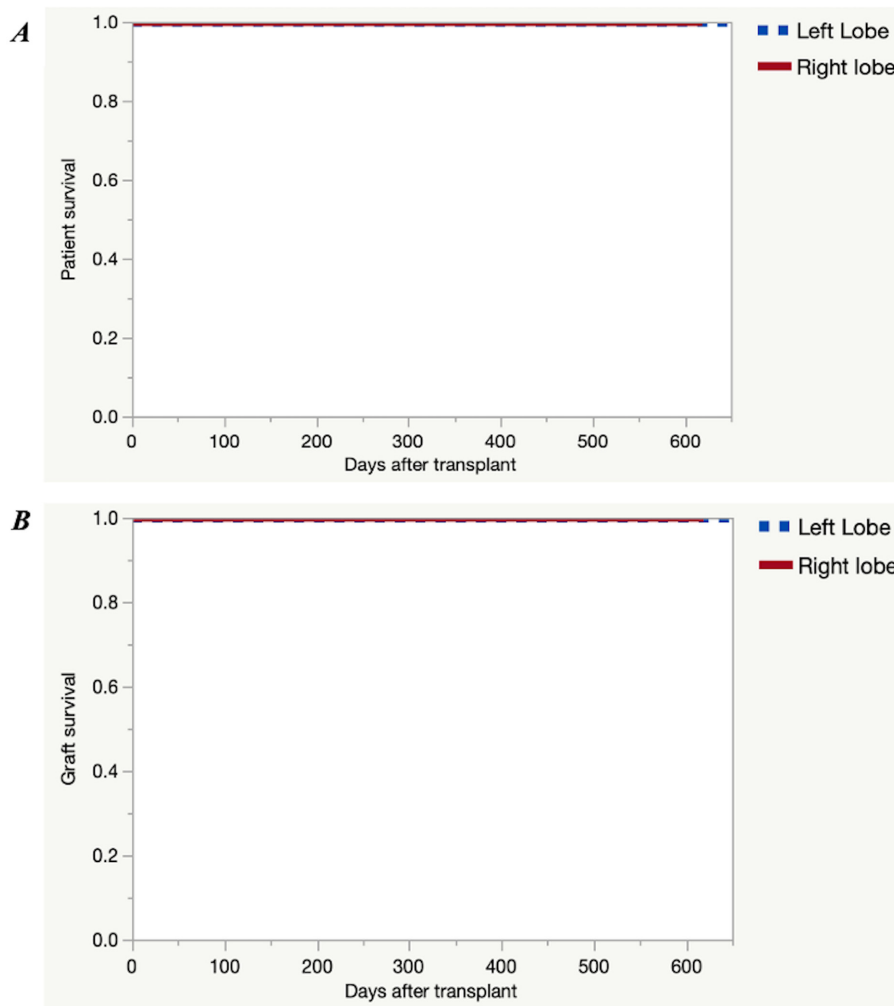 A
Left Lobe
Right lobe
Patient survival
1.0
0.8
0.6
0.4
0.2
0.0
0 100 200 300 400 500 600
Days after transplant
B
Left Lobe
Right lobe
Graft survival
1.0
0.8
0.6
0.4
0.2
0.0
0 100 200 300 400 500 600
Days after transplant